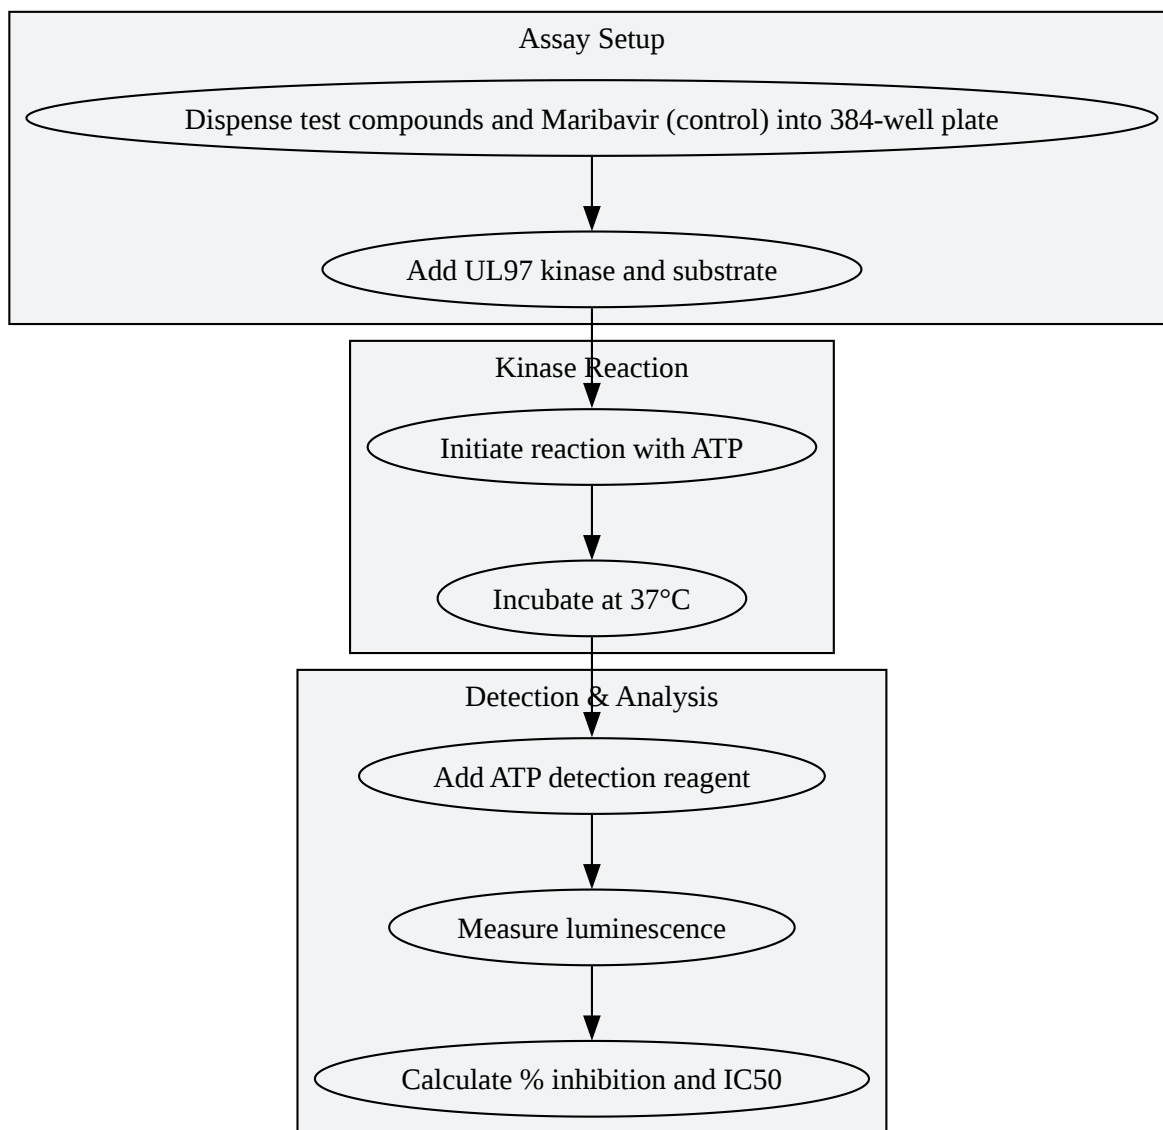 Assay Setup
Dispense test compounds and Maribavir (control) into 384-well plate
Add UL97 kinase and substrate
Kinase Reaction
Initiate reaction with ATP
Incubate at 37°C
Detection & Analysis
Add ATP detection reagent
Measure luminescence
Calculate % inhibition and IC50